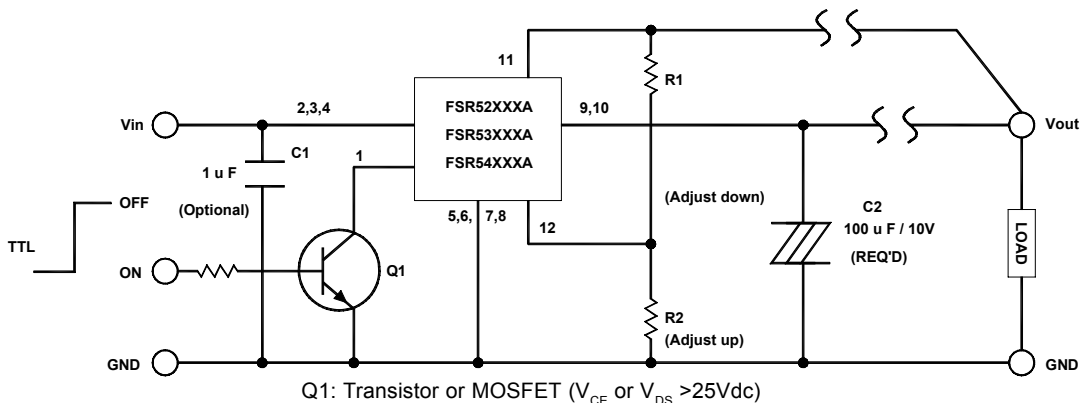 11
R1
FSR52XXXA
FSR53XXXA
FSR54XXXA
2,3,4
9,10
Vin
Vout
C1
1 u F
(Optional)
1
OFF
TTL
ON
Q1
5,6,
7,8
12
(Adjust down)
C2
100 u F / 10V
(REQ'D)
LOAD
R2
(Adjust up)
GND
GND
Q1: Transistor or MOSFET (VCE or VDS >25Vdc)